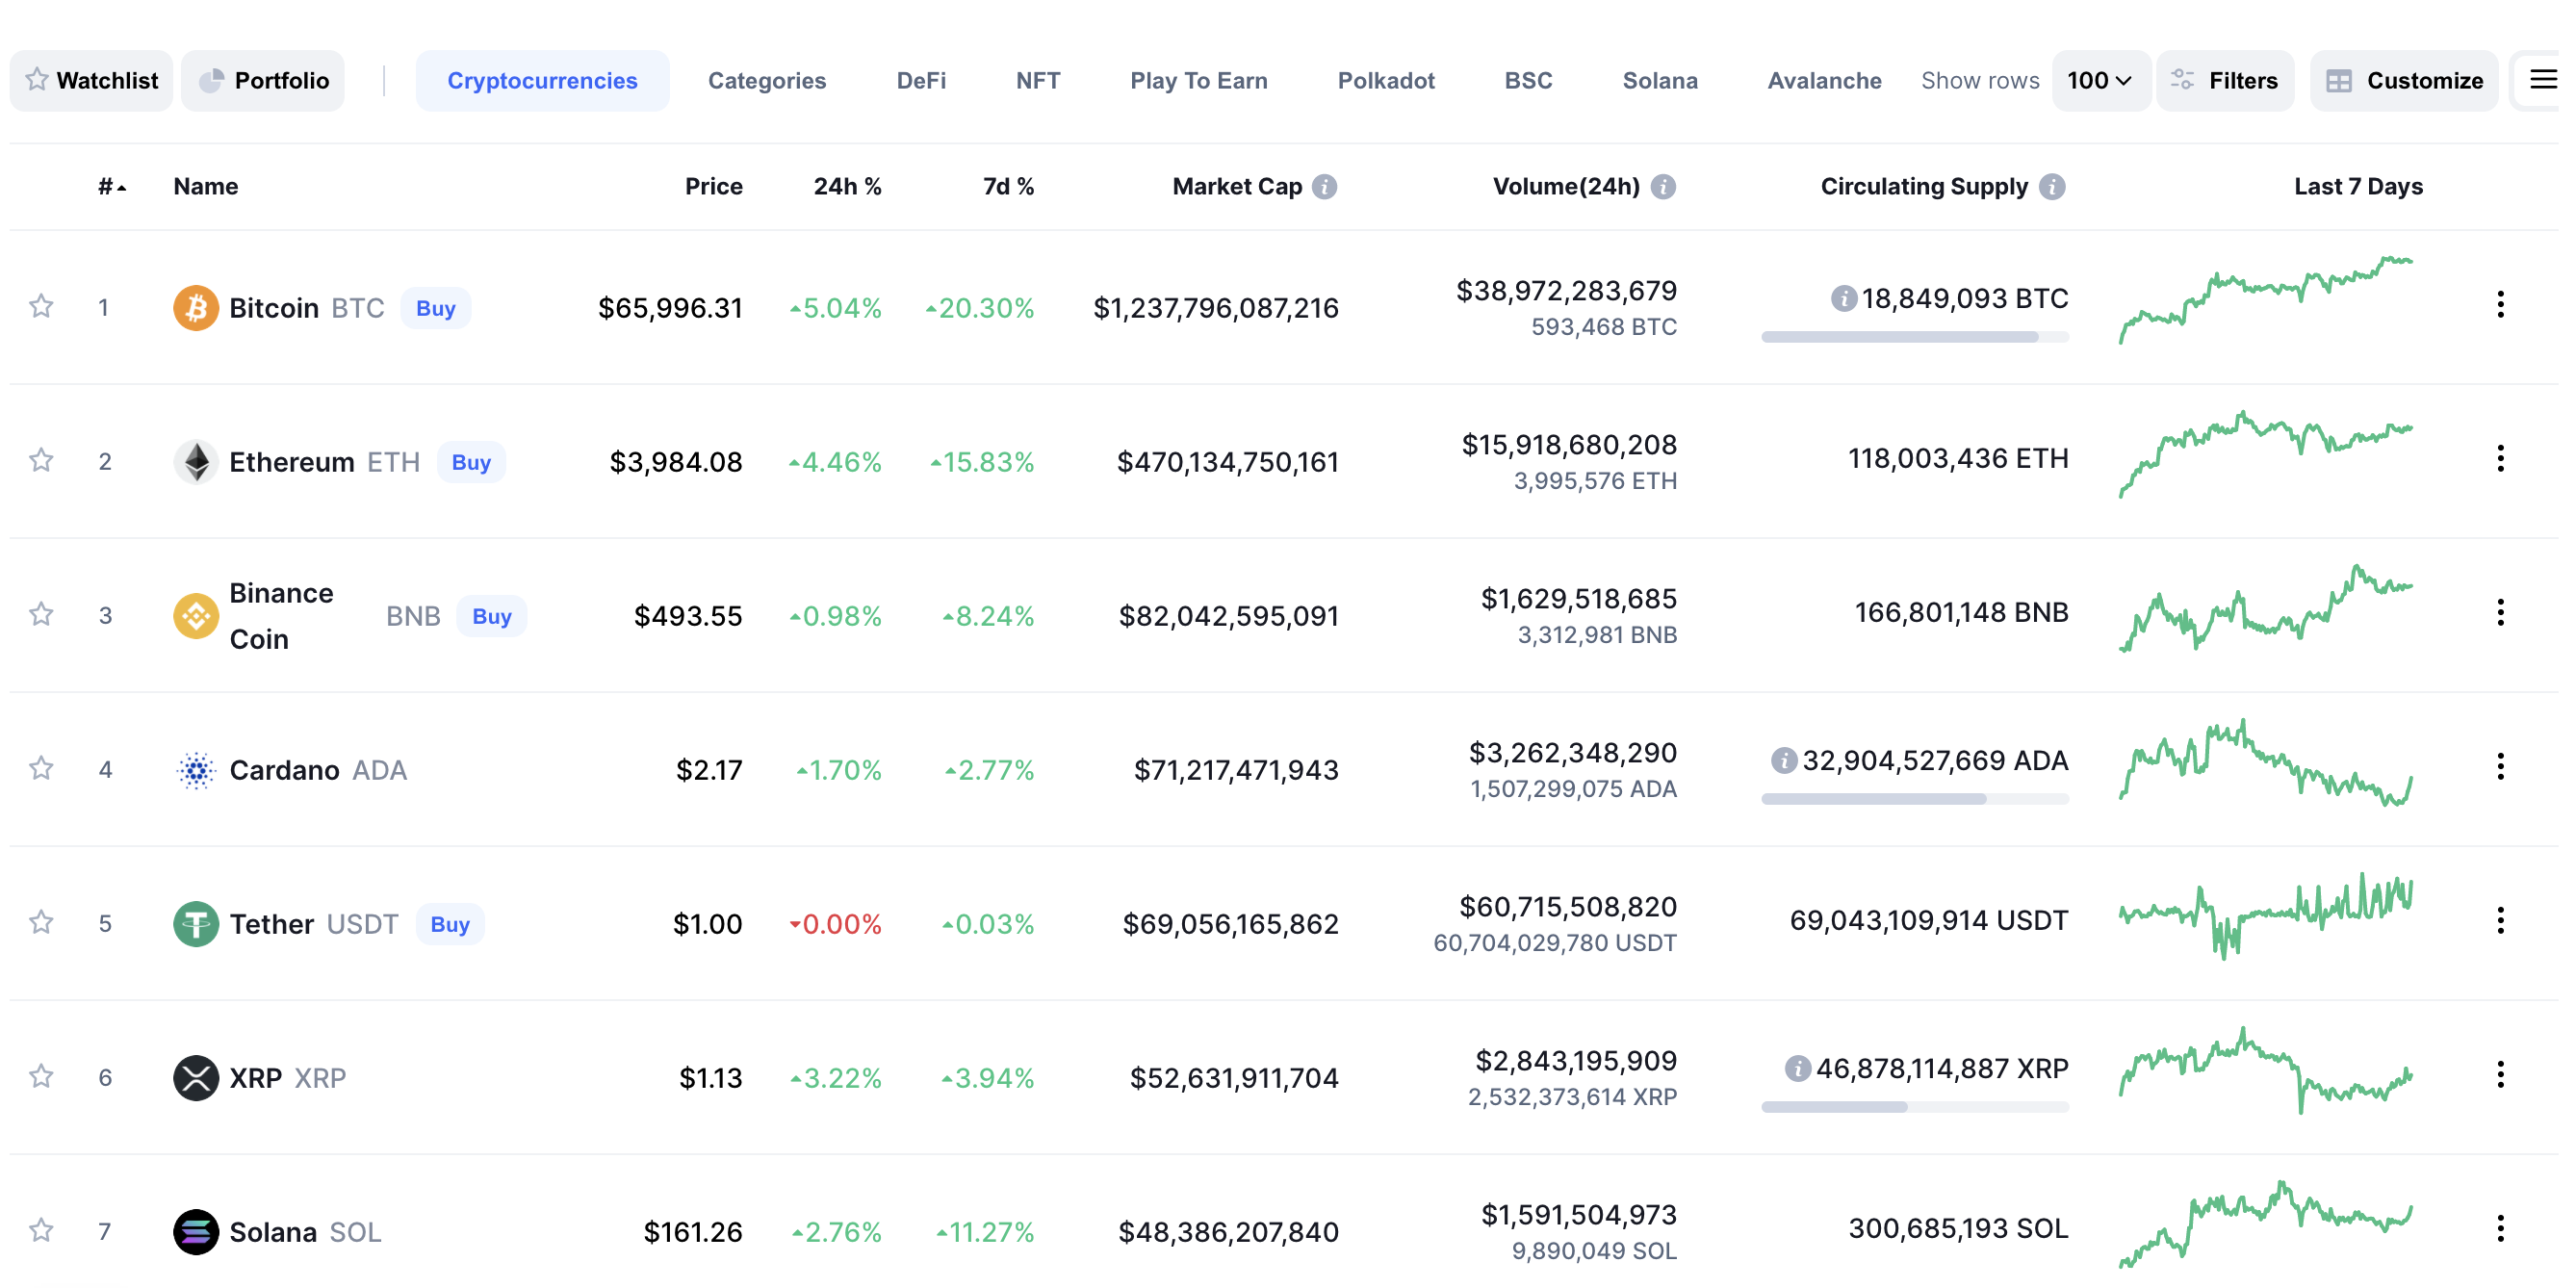 Watchlist Portfolio Cryptocurrencies Categories DeFi NFT Play To Earn Polkadot BSC Solana Avalanche Show rows 100 Filters Customize
# Name Price 24h % 7d % Market Cap Volume(24h) Circulating Supply Last 7 Days
1 Bitcoin BTC Buy $65,996.31 5.04% 20.30% $1,237,796,087,216 $38,972,283,679 18,849,093 BTC
593,468 BTC
2 Ethereum ETH Buy $3,984.08 4.46% 15.83% $470,134,750,161 $15,918,680,208 118,003,436 ETH
3,995,576 ETH
3 Binance Coin BNB Buy $493.55 0.98% 8.24% $82,042,595,091 $1,629,518,685 166,801,148 BNB
3,312,981 BNB
4 Cardano ADA $2.17 1.70% 2.77% $71,217,471,943 $3,262,348,290 32,904,527,669 ADA
1,507,299,075 ADA
5 Tether USDT Buy $1.00 0.00% 0.03% $69,056,165,862 $60,715,508,820 69,043,109,914 USDT
60,704,029,780 USDT
6 XRP XRP $1.13 3.22% 3.94% $52,631,911,704 $2,843,195,909 46,878,114,887 XRP
2,532,373,614 XRP
7 Solana SOL $161.26 2.76% 11.27% $48,386,207,840 $1,591,504,973 300,685,193 SOL
9,890,049 SOL